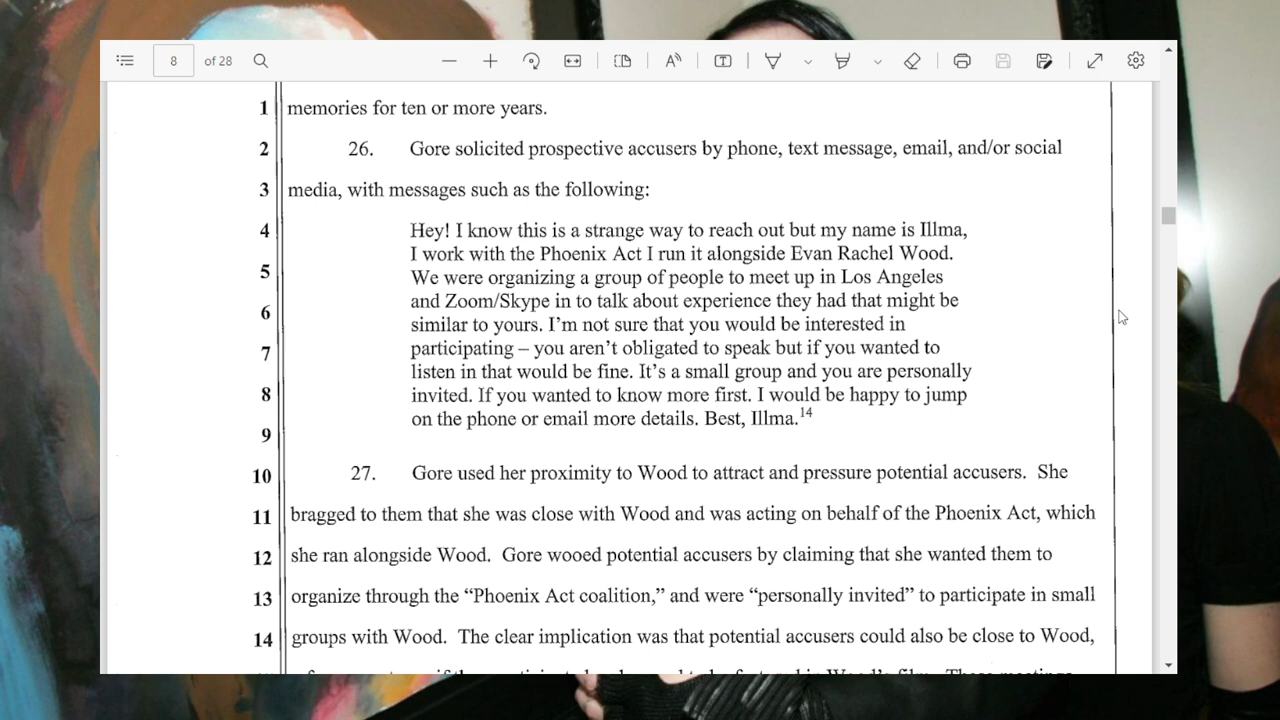 8 of 28
1 memories for ten or more years.
2 26. Gore solicited prospective accusers by phone, text message, email, and/or social
3 media, with messages such as the following:
4 Hey! I know this is a strange way to reach out but my name is Illma,
I work with the Phoenix Act I run it alongside Evan Rachel Wood.
5 We were organizing a group of people to meet up in Los Angeles
and Zoom/Skype in to talk about experience they had that might be
6 similar to yours. I'm not sure that you would be interested in
7 participating – you aren't obligated to speak but if you wanted to
listen in that would be fine. It's a small group and you are personally
8 invited. If you wanted to know more first. I would be happy to jump
on the phone or email more details. Best, Illma.14
9
10 27. Gore used her proximity to Wood to attract and pressure potential accusers. She
11 bragged to them that she was close with Wood and was acting on behalf of the Phoenix Act, which
12 she ran alongside Wood. Gore wooed potential accusers by claiming that she wanted them to
13 organize through the “Phoenix Act coalition,” and were “personally invited” to participate in small
14 groups with Wood. The clear implication was that potential accusers could also be close to Wood,